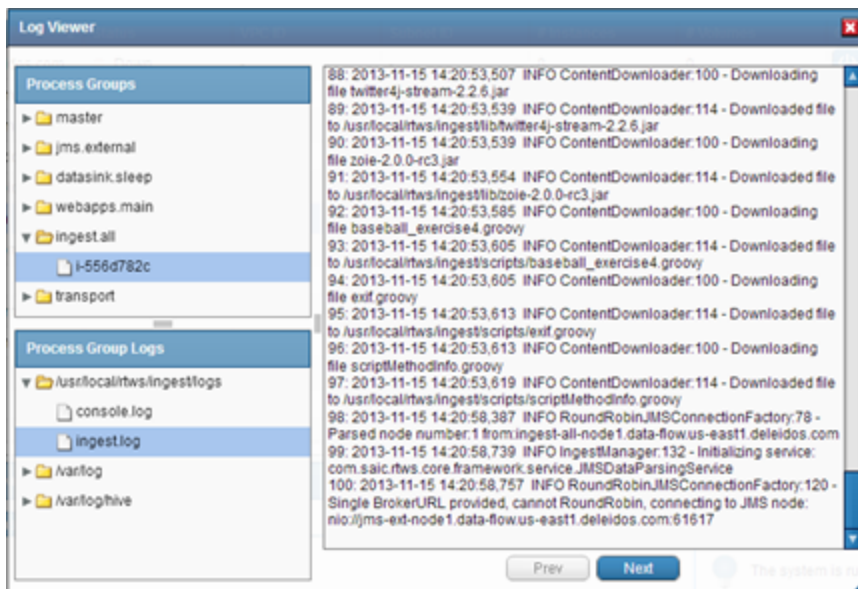 Log Viewer
Process Groups
master
jms.external
datasink.sleep
webapps.main
ingest.all
i-556d782c
transport
Process Group Logs
/usr/local/rtws/ingest/logs
console.log
ingest.log
/var/log
/var/log/hive
88: 2013-11-15 14:20:53,507 INFO ContentDownloader:100 - Downloading
file twitter4j-stream-2.2.6.jar
89: 2013-11-15 14:20:53,539 INFO ContentDownloader:114 - Downloaded file
to /usr/local/rtws/ingest/lib/twitter4j-stream-2.2.6.jar
90: 2013-11-15 14:20:53,539 INFO ContentDownloader:100 - Downloading
file zoie-2.0.0-rc3.jar
91: 2013-11-15 14:20:53,554 INFO ContentDownloader:114 - Downloaded file
to /usr/local/rtws/ingest/lib/zoie-2.0.0-rc3.jar
92: 2013-11-15 14:20:53,585 INFO ContentDownloader:100 - Downloading
file baseball_exercise4.groovy
93: 2013-11-15 14:20:53,605 INFO ContentDownloader:114 - Downloaded file
to /usr/local/rtws/ingest/scripts/baseball_exercise4.groovy
94: 2013-11-15 14:20:53,605 INFO ContentDownloader:100 - Downloading
file exif.groovy
95: 2013-11-15 14:20:53,613 INFO ContentDownloader:114 - Downloaded file
to /usr/local/rtws/ingest/scripts/exif.groovy
96: 2013-11-15 14:20:53,613 INFO ContentDownloader:100 - Downloading
file scriptMethodInfo.groovy
97: 2013-11-15 14:20:53,619 INFO ContentDownloader:114 - Downloaded file
to /usr/local/rtws/ingest/scripts/scriptMethodInfo.groovy
98: 2013-11-15 14:20:58,387 INFO RoundRobinJMSConnectionFactory:78 -
Parsed node number:1 from:ingest-all-node1.data-flow.us-east1.deleidos.com
99: 2013-11-15 14:20:58,739 INFO IngestManager:132 - Initializing service:
com.saic.rtws.core.framework.service.JMSDataParsingService
100: 2013-11-15 14:20:58,757 INFO RoundRobinJMSConnectionFactory:120 -
Single BrokerURL provided, cannot RoundRobin, connecting to JMS node:
nio://jms-ext-node1.data-flow.us-east1.deleidos.com:61617
Prev
Next
The system is